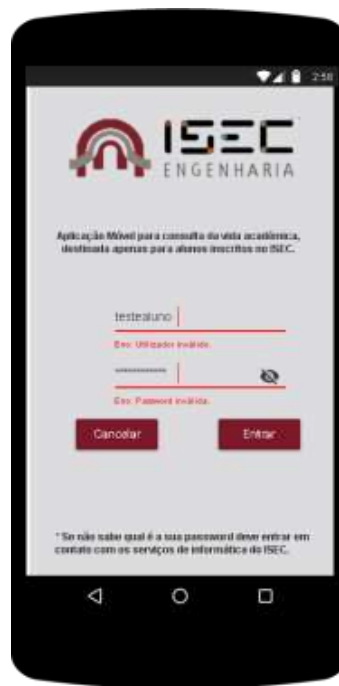 2:50
ISEC
ENGENHARIA
Aplicação Móvel para consulta da vida académica,
destinada apenas para alunos inscritos no ISEC.
testealuno
Erro: Utilizador inválido.
************
Erro: Password inválida.
Cancelar Entrar
* Se não sabe qual é a sua password deve entrar em
contato com os serviços de informática do ISEC.